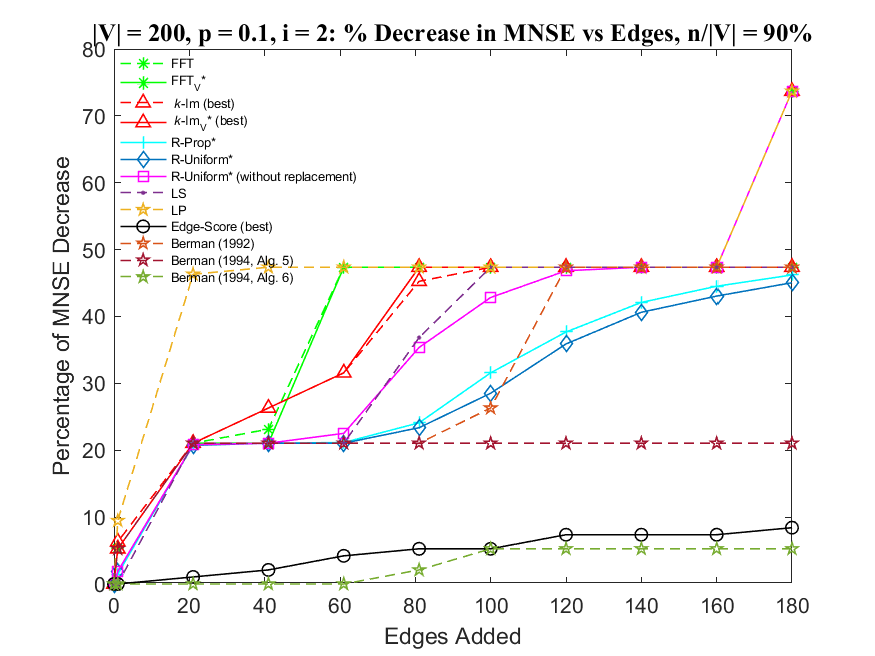 |V| = 200, p = 0.1, i = 2: % Decrease in MNSE vs Edges, n/|V| = 90%
80
70
60
50
40
30
20
10
0
Percentage of MNSE Decrease
FFT
FFT_V*
k-lm (best)
k-lm_V* (best)
R-Prop*
R-Uniform*
R-Uniform* (without replacement)
LS
LP
Edge-Score (best)
Berman (1992)
Berman (1994, Alg. 5)
Berman (1994, Alg. 6)
0 20 40 60 80 100 120 140 160 180
Edges Added